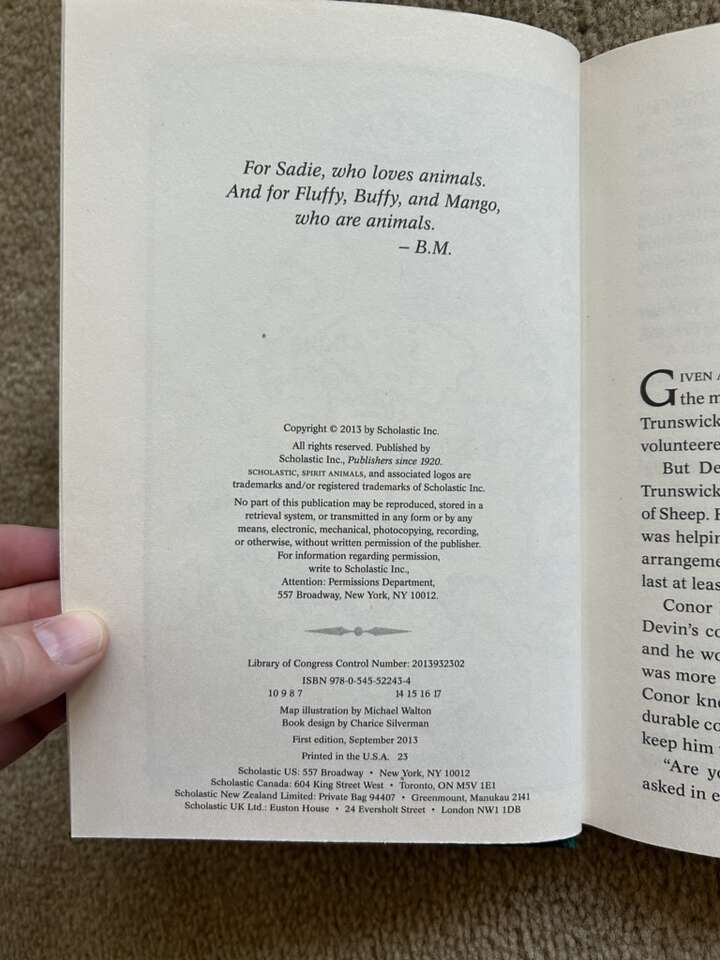 For Sadie, who loves animals.
And for Fluffy, Buffy, and Mango,
who are animals.
– B.M.
Copyright © 2013 by Scholastic Inc.
All rights reserved. Published by
Scholastic Inc., Publishers since 1920.
SCHOLASTIC, SPIRIT ANIMALS, and associated logos are
trademarks and/or registered trademarks of Scholastic Inc.
No part of this publication may be reproduced, stored in a
retrieval system, or transmitted in any form or by any
means, electronic, mechanical, photocopying, recording,
or otherwise, without written permission of the publisher.
For information regarding permission,
write to Scholastic Inc.,
Attention: Permissions Department,
557 Broadway, New York, NY 10012.
Library of Congress Control Number: 2013932302
ISBN 978-0-545-52243-4
10 9 8 7 14 15 16 17
Map illustration by Michael Walton
Book design by Charice Silverman
First edition, September 2013
Printed in the U.S.A. 23
Scholastic US: 557 Broadway • New York, NY 10012
Scholastic Canada: 604 King Street West • Toronto, ON M5V 1E1
Scholastic New Zealand Limited: Private Bag 94407 • Greenmount, Manukau 2141
Scholastic UK Ltd.: Euston House • 24 Eversholt Street • London NW1 1DB
GIVEN
the
Trunswick
volunteered
But
Trunswick
of Sheep.
was
last at
Conor
Devin's
and he
was more
Conor
durable
keep him
"Are
asked in